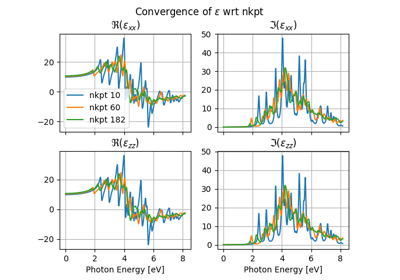 Convergence of ε wrt nkpt
ℜ(ε_xx)
ℑ(ε_xx)
20
0
−20
nkpt 10
nkpt 60
nkpt 182
50
40
30
20
10
0
ℜ(ε_zz)
ℑ(ε_zz)
20
0
−20
50
40
30
20
10
0
0 2 4 6 8
0 2 4 6 8
Photon Energy [eV]
Photon Energy [eV]